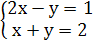 2x − y = 1
x + y = 2